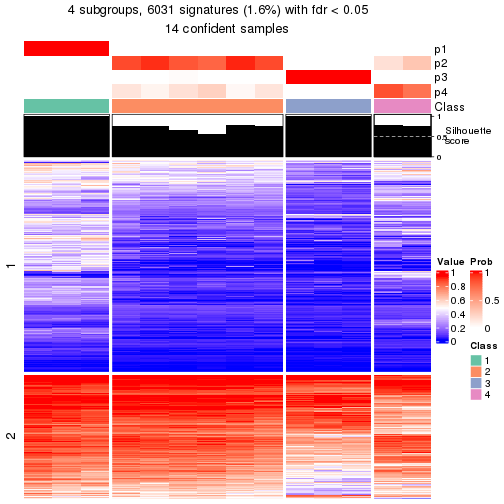 4 subgroups, 6031 signatures (1.6%) with fdr < 0.05
14 confident samples
p1
p2
p3
p4
Class
1
0.5
0
Silhouette
score
1
2
Value
1
0.8
0.6
0.4
0.2
0
Prob
1
0.5
0
Class
1
2
3
4